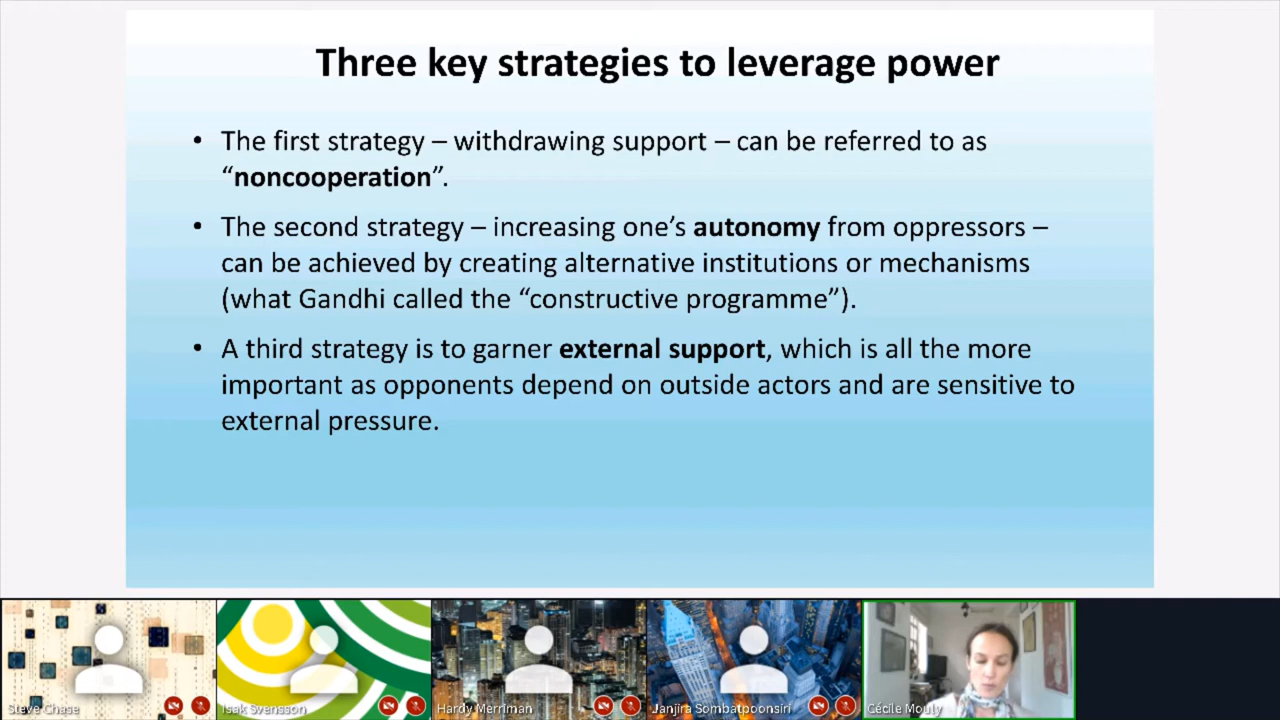 Three key strategies to leverage power
• The first strategy – withdrawing support – can be referred to as
“noncooperation”.
• The second strategy – increasing one’s autonomy from oppressors –
can be achieved by creating alternative institutions or mechanisms
(what Gandhi called the “constructive programme”).
• A third strategy is to garner external support, which is all the more
important as opponents depend on outside actors and are sensitive to
external pressure.
Steve Chase
Isak Svensson
Hardy Merriman
Janjira Sombatpoonsiri
Cécile Mouly